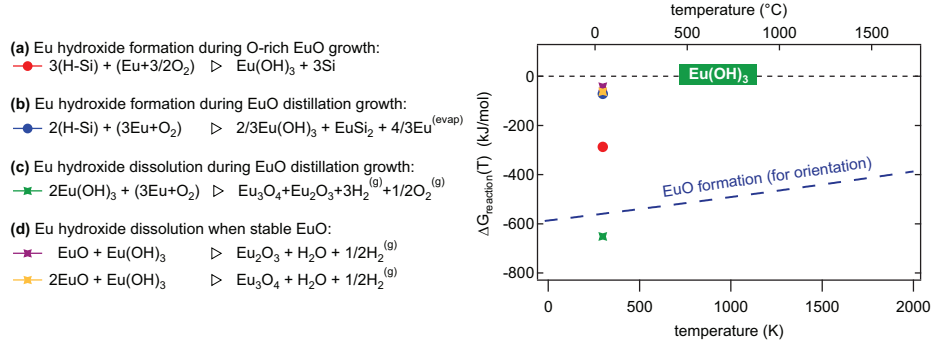 (a) Eu hydroxide formation during O-rich EuO growth:
3(H-Si) + (Eu+3/2O₂) ▷ Eu(OH)₃ + 3Si
(b) Eu hydroxide formation during EuO distillation growth:
2(H-Si) + (3Eu+O₂) ▷ 2/3Eu(OH)₃ + EuSi₂ + 4/3Eu⁽ᵉᵛᵃᵖ⁾
(c) Eu hydroxide dissolution during EuO distillation growth:
2Eu(OH)₃ + (3Eu+O₂) ▷ Eu₃O₄+Eu₂O₃+3H₂⁽ᵍ⁾+1/2O₂⁽ᵍ⁾
(d) Eu hydroxide dissolution when stable EuO:
EuO + Eu(OH)₃ ▷ Eu₂O₃ + H₂O + 1/2H₂⁽ᵍ⁾
2EuO + Eu(OH)₃ ▷ Eu₃O₄ + H₂O + 1/2H₂⁽ᵍ⁾
temperature (°C)
0 500 1000 1500
Eu(OH)₃
EuO formation (for orientation)
ΔG_reaction(T) (kJ/mol)
0
-200
-400
-600
-800
0 500 1000 1500 2000
temperature (K)